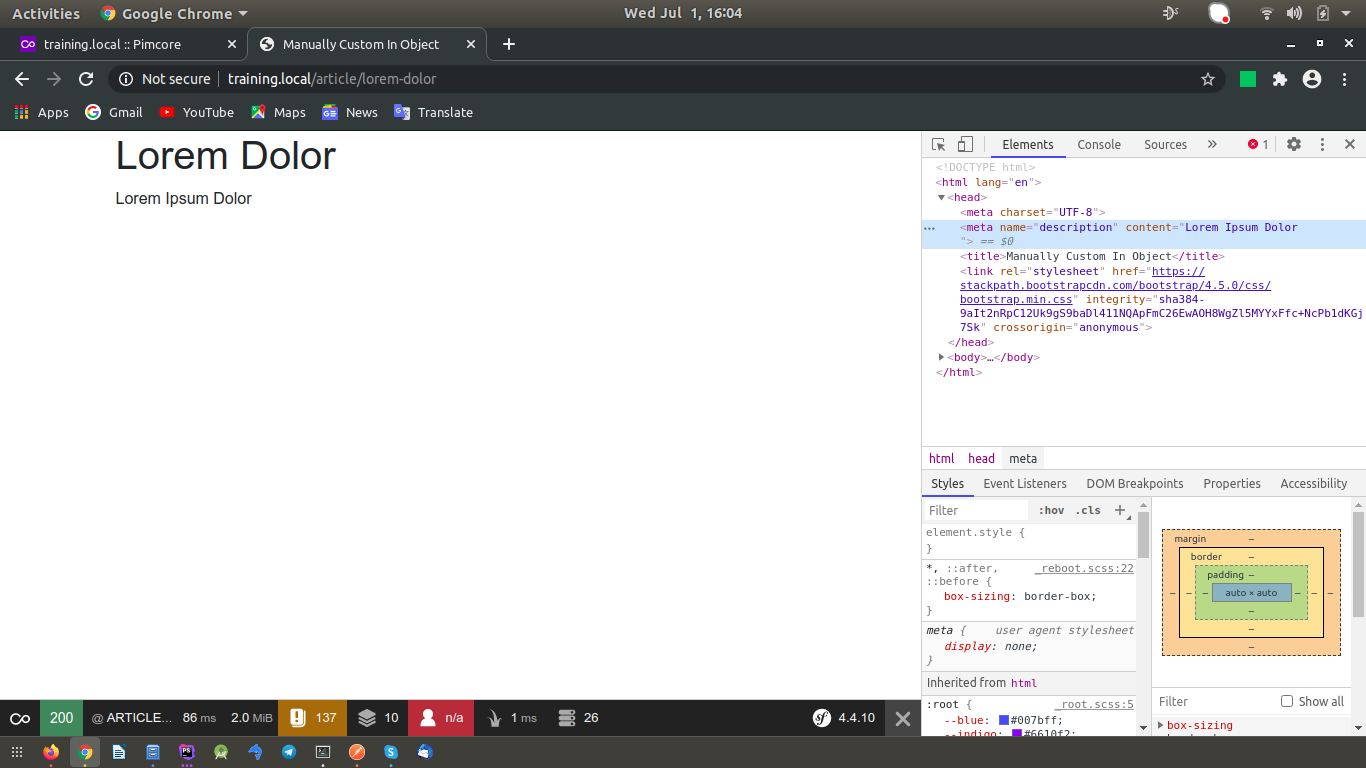 Activities Google Chrome Wed Jul 1, 16:04
training.local :: Pimcore Manually Custom In Object
Not secure training.local/article/lorem-dolor
Apps Gmail YouTube Maps News Translate
Lorem Dolor
Lorem Ipsum Dolor
Elements Console Sources » 1
<!DOCTYPE html>
<html lang="en">
<head>
<meta charset="UTF-8">
<meta name="description" content="Lorem Ipsum Dolor
"> == $0
<title>Manually Custom In Object</title>
<link rel="stylesheet" href="https://
stackpath.bootstrapcdn.com/bootstrap/4.5.0/css/
bootstrap.min.css" integrity="sha384-
9aIt2nRpC12Uk9gS9baDl411NQApFmC26EwAOH8WgZl5MYYxFfc+NcPb1dKGj
7Sk" crossorigin="anonymous">
</head>
<body>…</body>
</html>
html head meta
Styles Event Listeners DOM Breakpoints Properties Accessibility
Filter :hov .cls +
element.style {
}
*, ::after, _reboot.scss:22
::before {
box-sizing: border-box;
}
meta { user agent stylesheet
display: none;
}
Inherited from html
:root { _root.scss:5
--blue: #007bff;
--indigo: #6610f2;
margin –
border –
padding –
– – – auto × auto – – –
–
–
–
Filter Show all
box-sizing
200 @ ARTICLE... 86 ms 2.0 MiB 137 10 n/a 1 ms 26 4.4.10